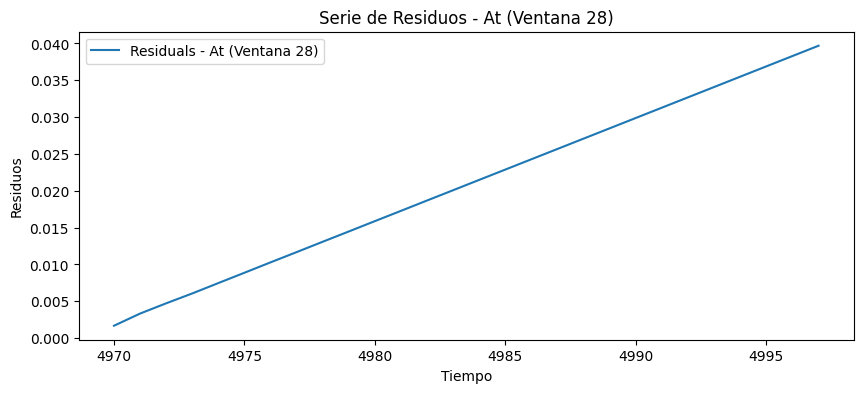 Serie de Residuos - At (Ventana 28)
Residuals - At (Ventana 28)
Residuos
0.040
0.035
0.030
0.025
0.020
0.015
0.010
0.005
0.000
4970 4975 4980 4985 4990 4995
Tiempo